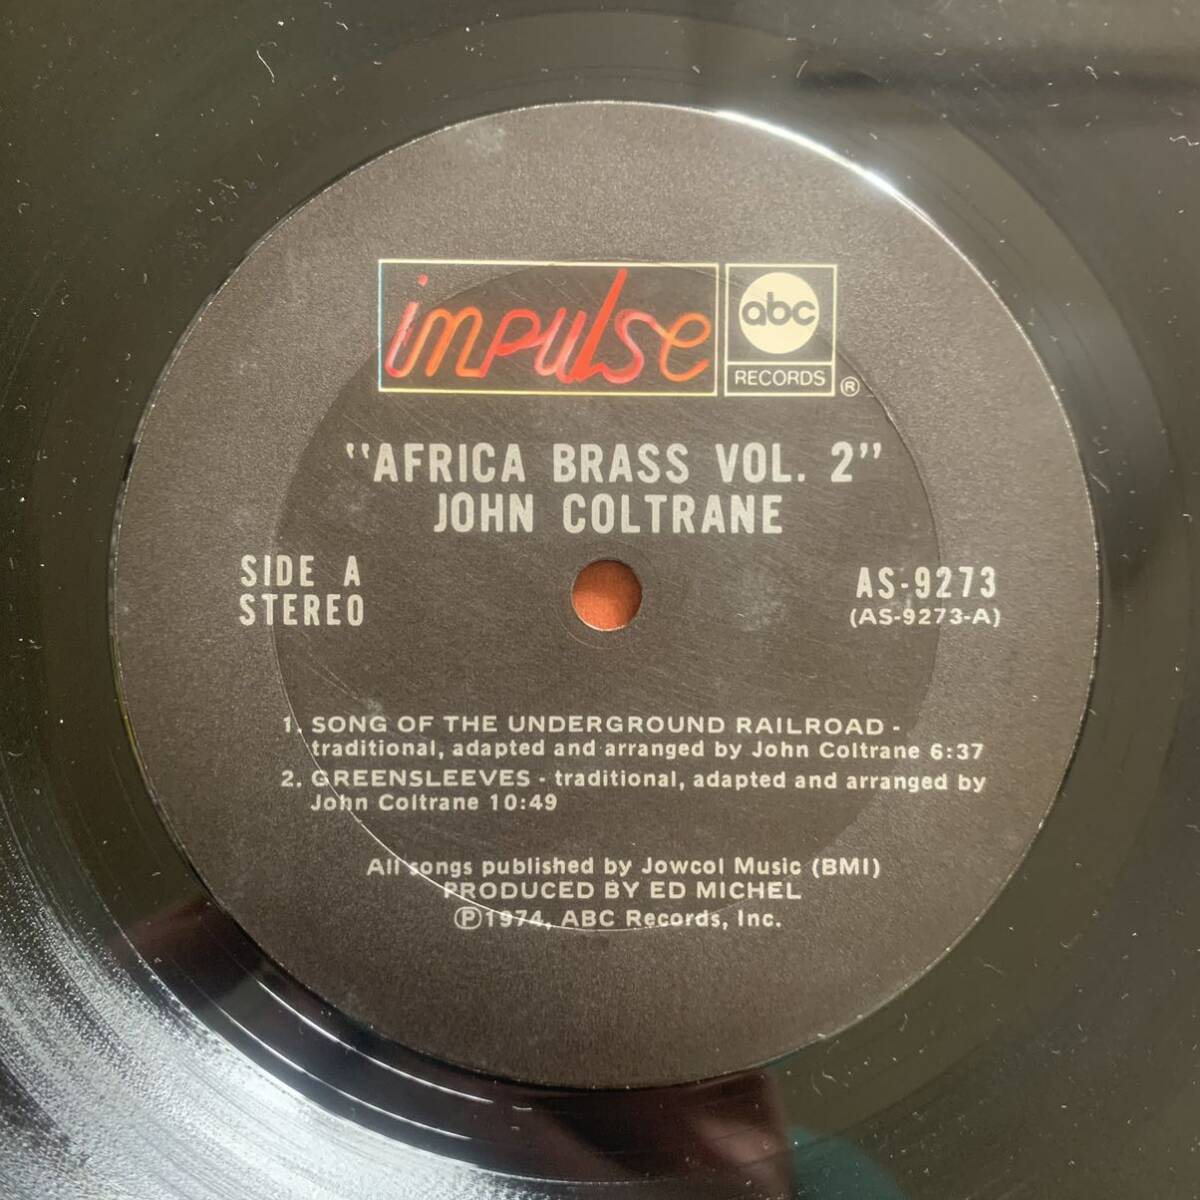 impulse
abc
RECORDS ®
"AFRICA BRASS VOL. 2"
JOHN COLTRANE
SIDE A
STEREO
AS-9273
(AS-9273-A)
1. SONG OF THE UNDERGROUND RAILROAD -
traditional, adapted and arranged by John Coltrane 6:37
2. GREENSLEEVES - traditional, adapted and arranged by
John Coltrane 10:49
All songs published by Jowcol Music (BMI)
PRODUCED BY ED MICHEL
℗1974, ABC Records, Inc.